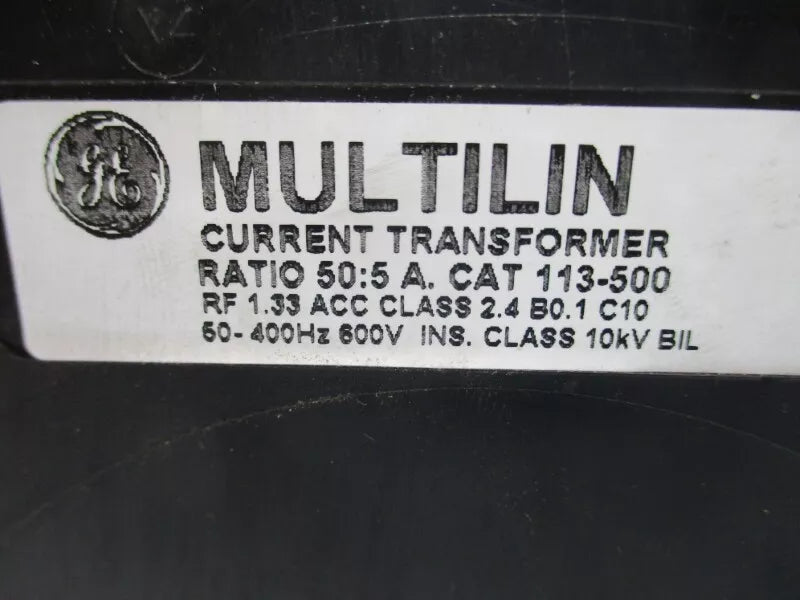 GE
MULTILIN
CURRENT TRANSFORMER
RATIO 50:5 A. CAT 113-500
RF 1.33 ACC CLASS 2.4 B0.1 C10
50-400Hz 600V INS. CLASS 10kV BIL